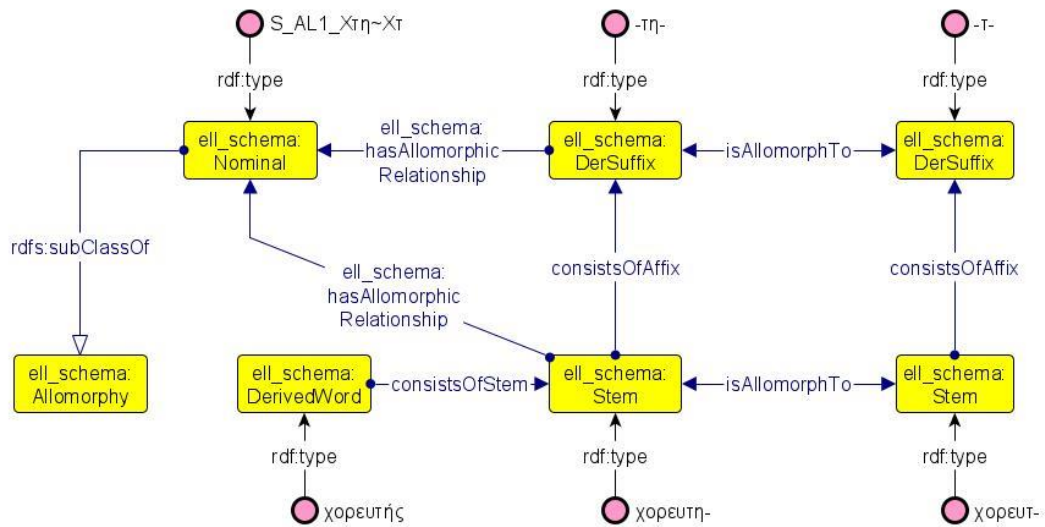 S_AL1_Χτη~Χτ
-τη-
-τ-
rdf:type
rdf:type
rdf:type
ell_schema:
Nominal
ell_schema:
hasAllomorphic
Relationship
ell_schema:
DerSuffix
isAllomorphTo
ell_schema:
DerSuffix
rdfs:subClassOf
ell_schema:
hasAllomorphic
Relationship
consistsOfAffix
consistsOfAffix
ell_schema:
Allomorphy
ell_schema:
DerivedWord
consistsOfStem
ell_schema:
Stem
isAllomorphTo
ell_schema:
Stem
rdf:type
rdf:type
rdf:type
χορευτής
χορευτη-
χορευτ-